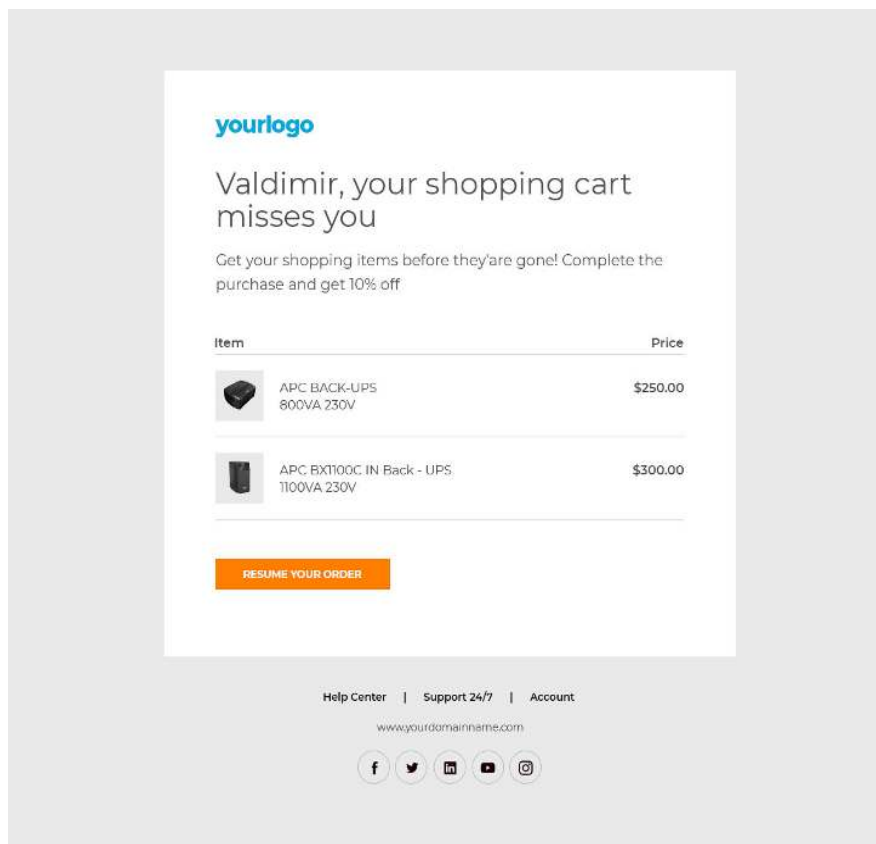 yourlogo
Valdimir, your shopping cart
misses you
Get your shopping items before they'are gone! Complete the
purchase and get 10% off
Item Price
APC BACK-UPS $250.00
800VA 230V
APC BX1100C IN Back - UPS $300.00
1100VA 230V
RESUME YOUR ORDER
Help Center | Support 24/7 | Account
www.yourdomainname.com